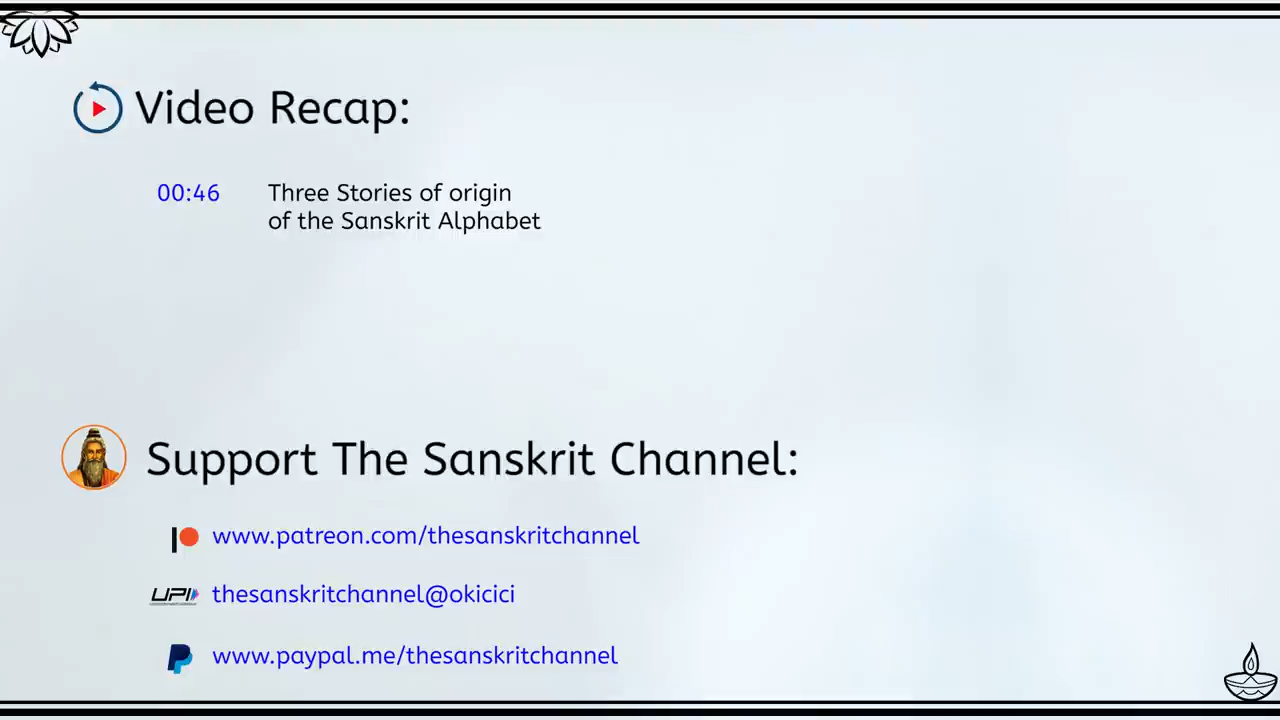 Video Recap:
00:46 Three Stories of origin
of the Sanskrit Alphabet
Support The Sanskrit Channel:
www.patreon.com/thesanskritchannel
UPI thesanskritchannel@okicici
www.paypal.me/thesanskritchannel